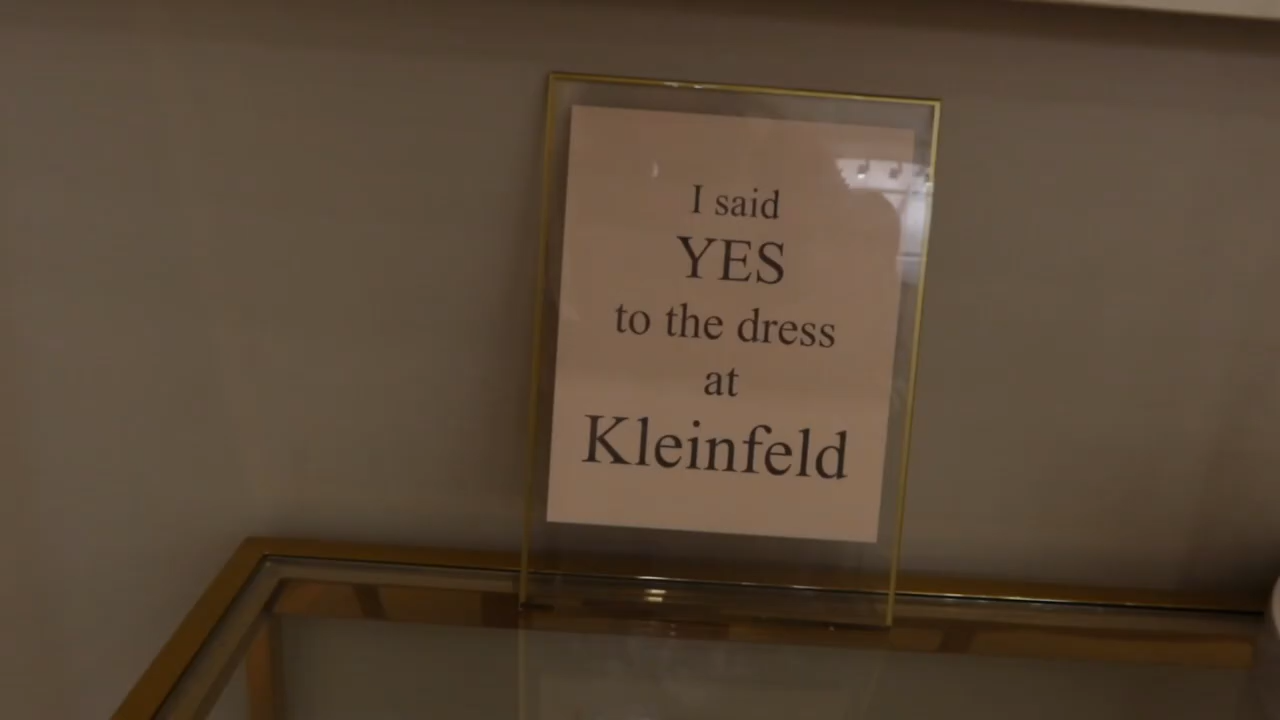 I said
YES
to the dress
at
Kleinfeld